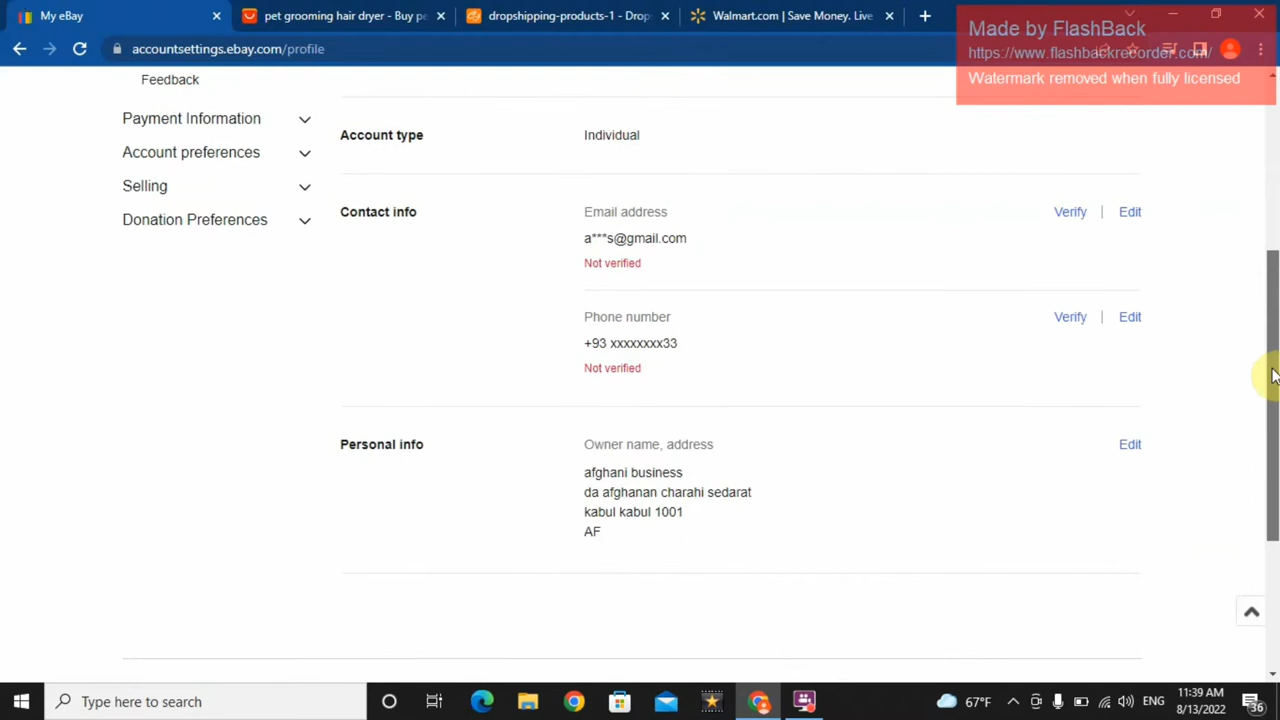 My eBay
pet grooming hair dryer - Buy pe
dropshipping-products-1 - Drop
Walmart.com | Save Money. Live
Made by FlashBack
https://www.flashbackrecorder.com/
Watermark removed when fully licensed
accountsettings.ebay.com/profile
Feedback
Payment Information
Account preferences
Selling
Donation Preferences
Account type
Individual
Contact info
Email address
Verify | Edit
a***s@gmail.com
Not verified
Phone number
Verify | Edit
+93 xxxxxxxx33
Not verified
Personal info
Owner name, address
Edit
afghani business
da afghanan charahi sedarat
kabul kabul 1001
AF
Type here to search
67°F
ENG
11:39 AM
8/13/2022
36